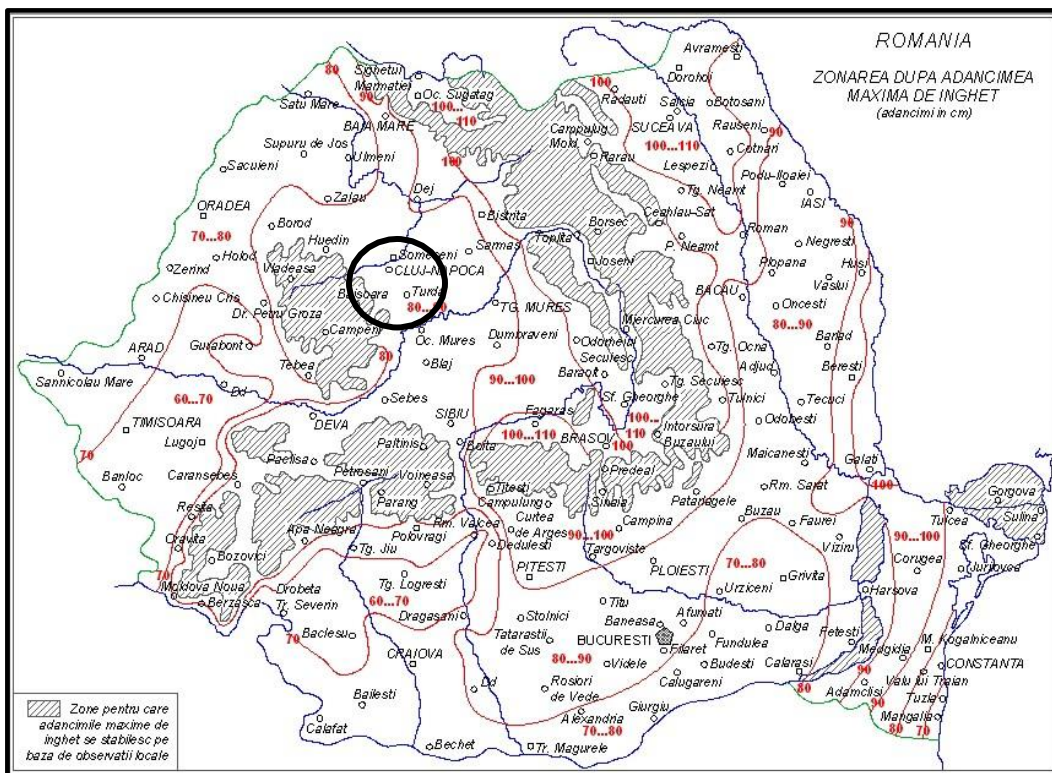 ROMANIA
ZONAREA DUPA ADANCIMEA
MAXIMA DE INGHET
(adancimi in cm)
Avramesti
80
Sighetul
Marmatiei
Dorohoi
Satu Mare
90
Oc. Sugatag
100
Radauti
Salcia
Botosani
100...
110
BAIA MARE
SUCEAVA
Rauseni
90
Campulug
Mold.
100...110
Cotnari
Supuru de Jos
Ulmeni
100
Rarau
Lespezi
Sacuieni
Podu-Iloaiei
Zalau
Dej
Tg. Neamt
IASI
ORADEA
Bistrita
Ceahlau-Sat
Borod
Borsec
90
70...80
Huedin
Sarmas
Toplita
P. Neamt
Roman
Negresti
Holod
Someseni
Zerind
Vladeasa
CLUJ-NAPOCA
Joseni
Plopana
Husi
Chisineu Cris
Baisoara
Turda
BACAU
Vaslui
Dr. Petru Groza
TG. MURES
Oncesti
Campeni
Miercurea Ciuc
80...90
Gurabont
Oc. Mures
Dumbraveni
Odorheiul
Secuiesc
Tg. Ocna
Barlad
ARAD
80
Blaj
Tebea
Baraolt
Adjud
Beresti
Sannicolau Mare
90...100
Tg. Secuiesc
60...70
Sebes
Sf. Gheorghe
Tulnici
Tecuci
TIMISOARA
DEVA
SIBIU
Fagaras
100...
110
Odobesti
Lugoj
Paltinis
Boita
100...110
BRASOV
100
Intorsura
Buzaului
70
Banloc
Caransebes
Petrosani
Voineasa
Predeal
Maicanesti
Galati
Parang
Titesti
Sinaia
Patarlagele
Rm. Sarat
Gorgova
Resita
Campulung
Rm. Valcea
Curtea
de Arges
Campina
Buzau
Faurei
Tulcea
Sulina
Oravita
Apa Neagra
Polovragi
90...100
90...100
Bozovici
Tg. Jiu
Dedulesti
Targoviste
Viziru
Sf. Gheorghe
70
Moldova Noua
PITESTI
PLOIESTI
70...80
Corugea
Jurilovca
Drobeta
Tr. Severin
Tg. Logresti
Grivita
Berzasca
60...70
Urziceni
Harsova
Dragasani
Stolnici
Titu
70
Baclesu
Baneasa
Afumati
Dalga
Tatarastii
de Sus
BUCURESTI
Fundulea
Fetesti
M. Kogalniceanu
Filaret
Medgidia
CRAIOVA
80...90
Videle
Budesti
Calarasi
CONSTANTA
90
Valu lui Traian
Bailesti
Rosiori
de Vede
Calugareni
80
Adamclisi
Tuzla
90
Calafat
Alexandria
Giurgiu
Mangalia
70...80
80
70
Bechet
Tr. Magurele
Zone pentru care
adancimile maxime de
inghet se stabilesc pe
baza de observatii locale